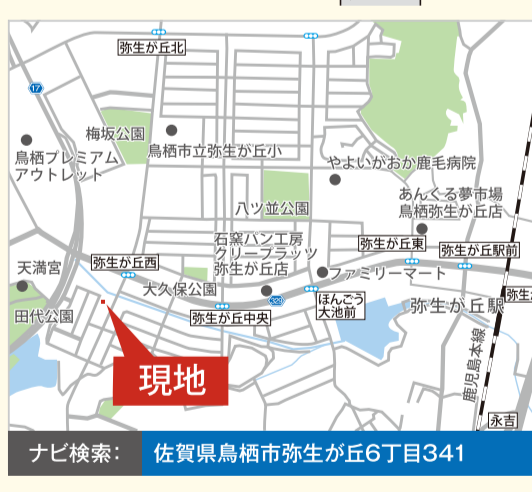 弥生が丘北
17
梅坂公園
鳥栖プレミアム
アウトレット
鳥栖市立弥生が丘小
やよいがおか鹿毛病院
あんくる夢市場
鳥栖弥生が丘店
八ツ並公園
石窯パン工房
グリーフラッツ
弥生が丘店
弥生が丘東
弥生が丘駅前
天満宮
弥生が丘西
大久保公園
ファミリーマート
弥生
田代公園
弥生が丘中央
ほんごう
大池前
弥生が丘駅
鹿児島本線
現地
永吉
ナビ検索： 佐賀県鳥栖市弥生が丘6丁目341